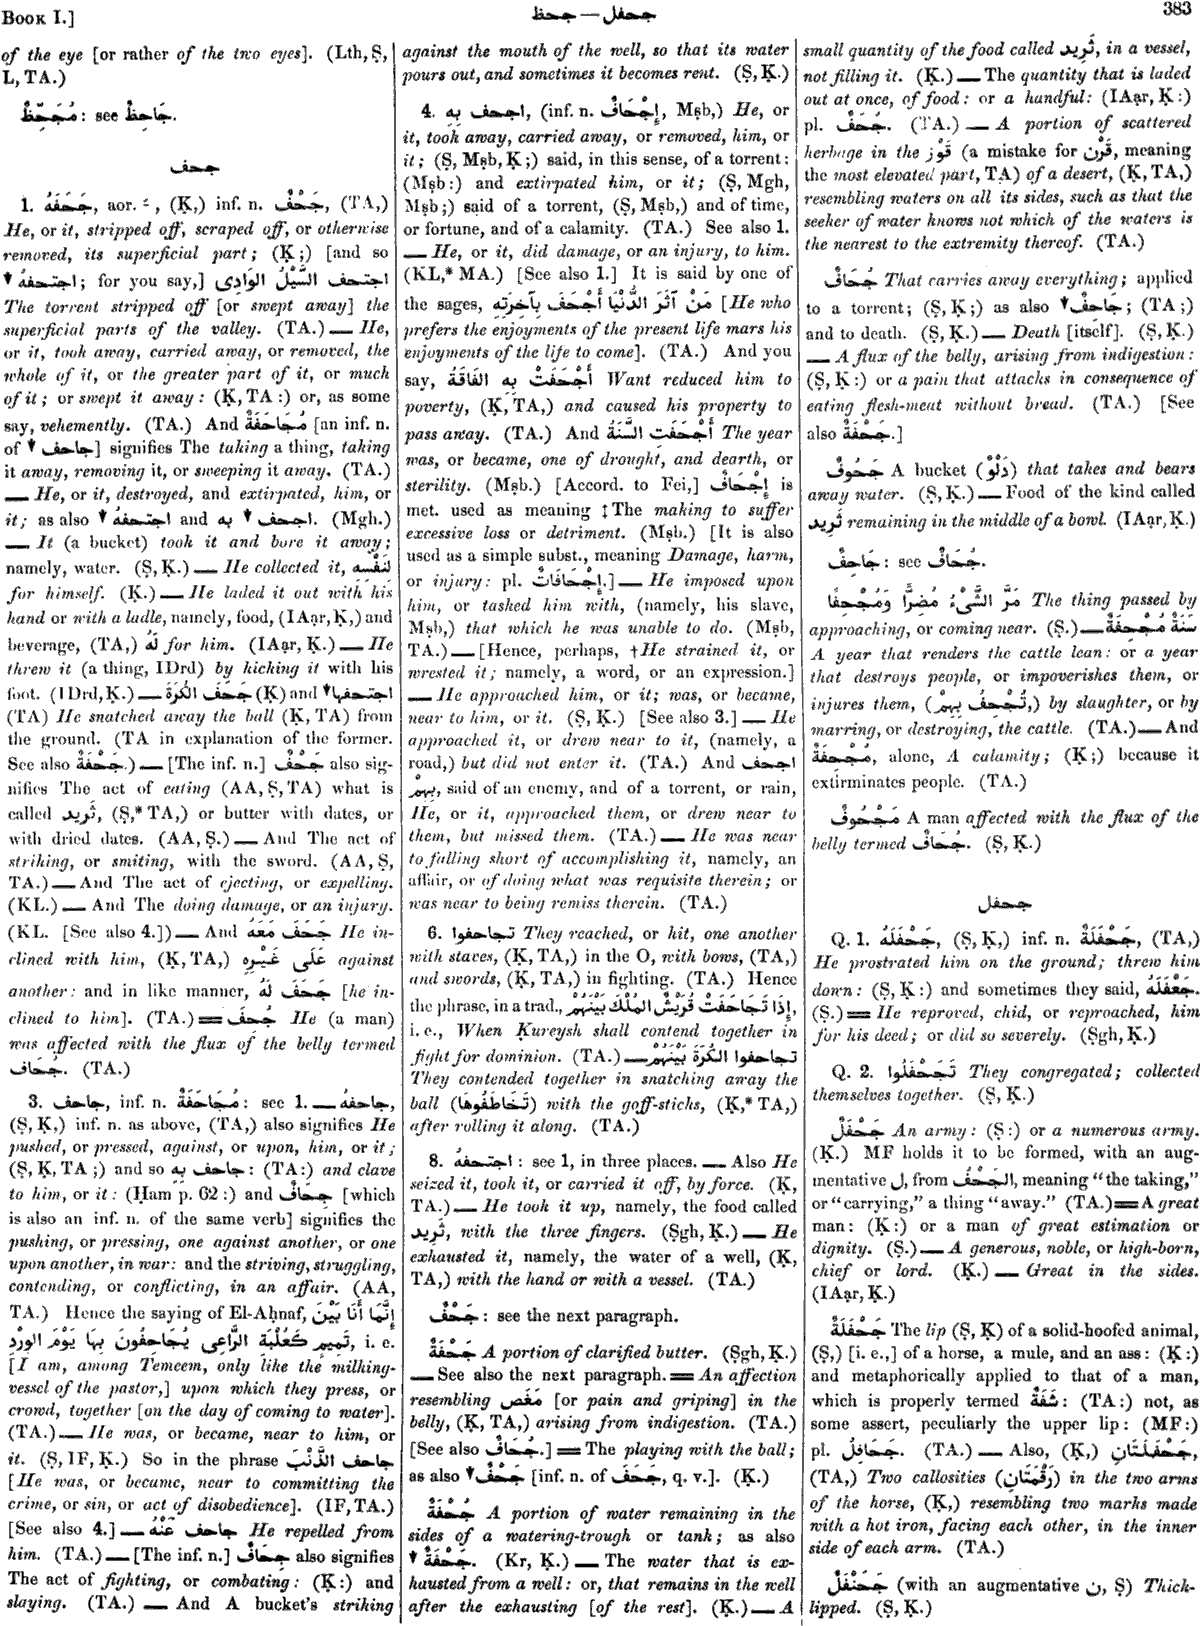 BOOK I.]
جحظ — جحفل
383
of the eye [or rather of the two eyes]. (Lth, Ṣ,
L, TA.)
مُجَحِّظٌ: see جَاحِظٌ.
جحف
1. جَحَفَهُ, aor. ـَ , (Ḳ,) inf. n. جَحْفٌ, (TA,)
He, or it, stripped off, scraped off, or otherwise
removed, its superficial part; (Ḳ;) [and so
▼ اجتحفهُ; for you say,] اجتحف السَّيْلُ الوَادِى
The torrent stripped off [or swept away] the
superficial parts of the valley. (TA.) — He,
or it, took away, carried away, or removed, the
whole of it, or the greater part of it, or much
of it; or swept it away: (Ḳ, TA:) or, as some
say, vehemently. (TA.) And مُجَاحَفَةٌ [an inf. n.
of ▼ جاحف] signifies The taking a thing, taking
it away, removing it, or sweeping it away. (TA.)
— He, or it, destroyed, and extirpated, him, or
it; as also ▼ اجتحفهُ and به ▼ اجحف. (Mgh.)
— It (a bucket) took it and bore it away;
namely, water. (Ṣ, Ḳ.) — He collected it, لِنَفْسِهِ
for himself. (Ḳ.) — He laded it out with his
hand or with a ladle, namely, food, (IAạr, Ḳ,) and
beverage, (TA,) لَهُ for him. (IAạr, Ḳ.) — He
threw it (a thing, IDrd) by kicking it with his
foot. (IDrd, Ḳ.) — جَحَفَ الكُرَةَ (Ḳ) and ▼ اجتحفها
(TA) He snatched away the ball (Ḳ, TA) from
the ground. (TA in explanation of the former.
See also جَحْفَةٌ.) — [The inf. n.] جَحْفٌ also sig-
nifies The act of eating (AA, Ṣ, TA) what is
called ثَرِيد, (Ṣ,* TA,) or butter with dates, or
with dried dates. (AA, Ṣ.) — And The act of
striking, or smiting, with the sword. (AA, Ṣ,
TA.) — And The act of ejecting, or expelling.
(KL.) — And The doing damage, or an injury.
(KL. [See also 4.]) — And جَحَفَ مَعَهُ He in-
clined with him, (Ḳ, TA,) عَلَى غَيْرِهِ against
another: and in like manner, جَحَفَ لَهُ [he in-
clined to him]. (TA.) = جُحِفَ He (a man)
was affected with the flux of the belly termed
جُحَاف. (TA.)
3. جاحف, inf. n. مُجَاحَفَةٌ: see 1. — جاحفهُ,
(Ṣ, Ḳ,) inf. n. as above, (TA,) also signifies He
pushed, or pressed, against, or upon, him, or it;
(Ṣ, Ḳ, TA;) and so جاحف بِهِ: (TA:) and clave
to him, or it: (Ḥam p. 62:) and جِحَافٌ [which
is also an inf. n. of the same verb] signifies the
pushing, or pressing, one against another, or one
upon another, in war: and the striving, struggling,
contending, or conflicting, in an affair. (AA,
TA.) Hence the saying of El-Aḥnaf, إِنَّمَا أَنَا بَيْنَ
تَمِيمٍ كَعُلْبَةِ الرَّاعِى يُجَاحِفُونَ بِهَا يَوْمَ الوِرْدِ, i. e.
[I am, among Temeem, only like the milking-
vessel of the pastor,] upon which they press, or
crowd, together [on the day of coming to water].
(TA.) — He was, or became, near to him, or
it. (Ṣ, IF, Ḳ.) So in the phrase جاحف الذَّنْبَ
[He was, or became, near to committing the
crime, or sin, or act of disobedience]. (IF, TA.)
[See also 4.] — جاحف عَنْهُ He repelled from
him. (TA.) — [The inf. n.] جِحَافٌ also signifies
The act of fighting, or combating: (Ḳ:) and
slaying. (TA.) — And A bucket's striking
against the mouth of the well, so that its water
pours out, and sometimes it becomes rent. (Ṣ, Ḳ.)
4. اجحف بِهِ, (inf. n. إِجْحَافٌ, Mṣb,) He, or
it, took away, carried away, or removed, him, or
it; (Ṣ, Mṣb, Ḳ;) said, in this sense, of a torrent;
(Mṣb:) and extirpated him, or it; (Ṣ, Mgh,
Mṣb;) said of a torrent, (Ṣ, Mṣb,) and of time,
or fortune, and of a calamity. (TA.) See also 1.
— He, or it, did damage, or an injury, to him.
(KL,* MA.) [See also 1.] It is said by one of
the sages, مَنْ آثَرَ الدُّنْيَا أَجْحَفَ بِآخِرَتِهِ [He who
prefers the enjoyments of the present life mars his
enjoyments of the life to come]. (TA.) And you
say, أَجْحَفَتْ بِهِ الفَاقَةُ Want reduced him to
poverty, (Ḳ, TA,) and caused his property to
pass away. (TA.) And أَجْحَفَتِ السَّنَةُ The year
was, or became, one of drought, and dearth, or
sterility. (Mṣb.) [Accord. to Fei,] إِجْحَافٌ is
met. used as meaning ‡The making to suffer
excessive loss or detriment. (Mṣb.) [It is also
used as a simple subst., meaning Damage, harm,
or injury: pl. إِجْحَافَاتٌ.] — He imposed upon
him, or tasked him with, (namely, his slave,
Mṣb,) that which he was unable to do. (Mṣb,
TA.) — [Hence, perhaps, †He strained it, or
wrested it; namely, a word, or an expression.]
— He approached him, or it; was, or became,
near to him, or it. (Ṣ, Ḳ.) [See also 3.] — He
approached it, or drew near to it, (namely, a
road,) but did not enter it. (TA.) And اجحف
بِهِمْ, said of an enemy, and of a torrent, or rain,
He, or it, approached them, or drew near to
them, but missed them. (TA.) — He was near
to falling short of accomplishing it, namely, an
affair, or of doing what was requisite therein; or
was near to being remiss therein. (TA.)
6. تجاحفوا They reached, or hit, one another
with staves, (Ḳ, TA,) in the O, with bows, (TA,)
and swords, (Ḳ, TA,) in fighting. (TA.) Hence
the phrase, in a trad., إِذَا تَجَاحَفَتْ قُرَيْشٌ المُلْكَ بَيْنَهُمْ,
i. e., When Kureysh shall contend together in
fight for dominion. (TA.) — تجاحفوا الكُرَةَ بَيْنَهُمْ
They contended together in snatching away the
ball (تَخَاطَفُوهَا) with the goff-sticks, (Ḳ,* TA,)
after rolling it along. (TA.)
8. اجتحفهُ: see 1, in three places. — Also He
seized it, took it, or carried it off, by force. (Ḳ,
TA.) — He took it up, namely, the food called
ثَرِيد, with the three fingers. (Ṣgh, Ḳ.) — He
exhausted it, namely, the water of a well, (Ḳ,
TA,) with the hand or with a vessel. (TA.)
جَحْفٌ: see the next paragraph.
جَحْفَةٌ A portion of clarified butter. (Ṣgh, Ḳ.)
— See also the next paragraph. = An affection
resembling مَغَص [or pain and griping] in the
belly, (Ḳ, TA,) arising from indigestion. (TA.)
[See also جُحَافٌ.] = The playing with the ball;
as also ▼ جَحْفٌ [inf. n. of جَحَفَ, q. v.]. (Ḳ.)
جُحْفَةٌ A portion of water remaining in the
sides of a watering-trough or tank; as also
▼ جَحْفَةٌ. (Kr, Ḳ.) — The water that is ex-
hausted from a well: or, that remains in the well
after the exhausting [of the rest]. (Ḳ.) — A
small quantity of the food called ثَرِيد, in a vessel,
not filling it. (Ḳ.) — The quantity that is laded
out at once, of food: or a handful: (IAạr, Ḳ:)
pl. جُحَفٌ. (TA.) — A portion of scattered
herbage in the قَوْز (a mistake for قَرْن, meaning
the most elevated part, TA) of a desert, (Ḳ, TA,)
resembling waters on all its sides, such as that the
seeker of water knows not which of the waters is
the nearest to the extremity thereof. (TA.)
جُحَافٌ That carries away everything; applied
to a torrent; (Ṣ, Ḳ;) as also ▼ جَاحِفٌ; (TA;)
and to death. (Ṣ, Ḳ.) — Death [itself]. (Ṣ, Ḳ.)
— A flux of the belly, arising from indigestion:
(Ṣ, Ḳ:) or a pain that attacks in consequence of
eating flesh-meat without bread. (TA.) [See
also جَحْفَةٌ.]
جَحُوفٌ A bucket (دَلْوٌ) that takes and bears
away water. (Ṣ, Ḳ.) — Food of the kind called
ثَرِيد remaining in the middle of a bowl. (IAạr, Ḳ.)
جَاحِفٌ: see جُحَافٌ.
مَرَّ الشَّىْءُ مُضِرًّا وَمُجْحِفًا The thing passed by
approaching, or coming near. (Ṣ.) — سَنَةٌ مُجْحِفَةٌ
A year that renders the cattle lean: or a year
that destroys people, or impoverishes them, or
injures them, (تُجْحِفُ بِهِمْ,) by slaughter, or by
marring, or destroying, the cattle. (TA.) — And
مُجْحِفَةٌ, alone, A calamity; (Ḳ;) because it
extirminates people. (TA.)
مَجْحُوفٌ A man affected with the flux of the
belly termed جُحَاف. (Ṣ, Ḳ.)
جحفل
Q. 1. جَحْفَلَهُ, (Ṣ, Ḳ,) inf. n. جَحْفَلَةٌ, (TA,)
He prostrated him on the ground; threw him
down: (Ṣ, Ḳ:) and sometimes they said, جَعْفَلَهُ.
(Ṣ.) = He reproved, chid, or reproached, him
for his deed; or did so severely. (Ṣgh, Ḳ.)
Q. 2. تَجَحْفَلُوا They congregated; collected
themselves together. (Ṣ, Ḳ.)
جَحْفَلٌ An army: (Ṣ:) or a numerous army.
(Ḳ.) MF holds it to be formed, with an aug-
mentative ل, from الجَحْفُ, meaning "the taking,"
or "carrying," a thing "away." (TA.) = A great
man: (Ḳ:) or a man of great estimation or
dignity. (Ṣ.) — A generous, noble, or high-born,
chief or lord. (Ḳ.) — Great in the sides.
(IAạr, Ḳ.)
جَحْفَلَةٌ The lip (Ṣ, Ḳ) of a solid-hoofed animal,
(Ṣ,) [i. e.,] of a horse, a mule, and an ass: (Ḳ:)
and metaphorically applied to that of a man,
which is properly termed شَفَةٌ: (TA:) not, as
some assert, peculiarly the upper lip: (MF:)
pl. جَحَافِلُ. (TA.) — Also, (Ḳ,) جَحْفَلَتَانِ,
(TA,) Two callosities (رَقْمَتَانِ) in the two arms
of the horse, (Ḳ,) resembling two marks made
with a hot iron, facing each other, in the inner
side of each arm. (TA.)
جَحَنْفَلٌ (with an augmentative ن, Ṣ) Thick-
lipped. (Ṣ, Ḳ.)